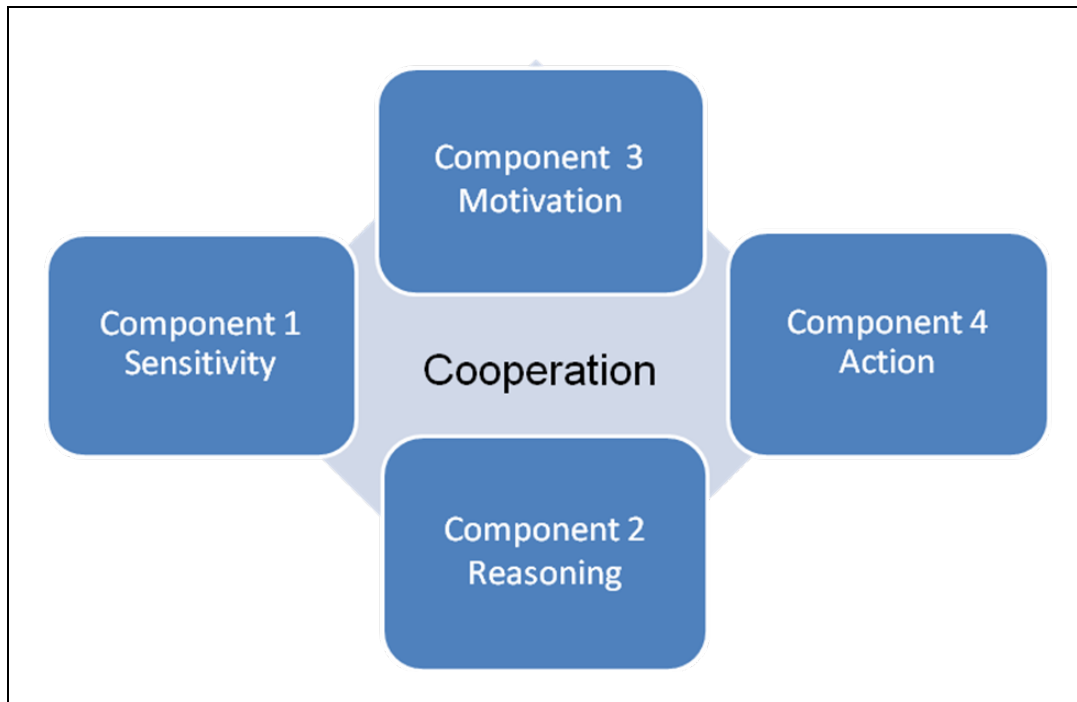 Component  3
Motivation
Component 1
Sensitivity
Cooperation
Component 4
Action
Component 2
Reasoning